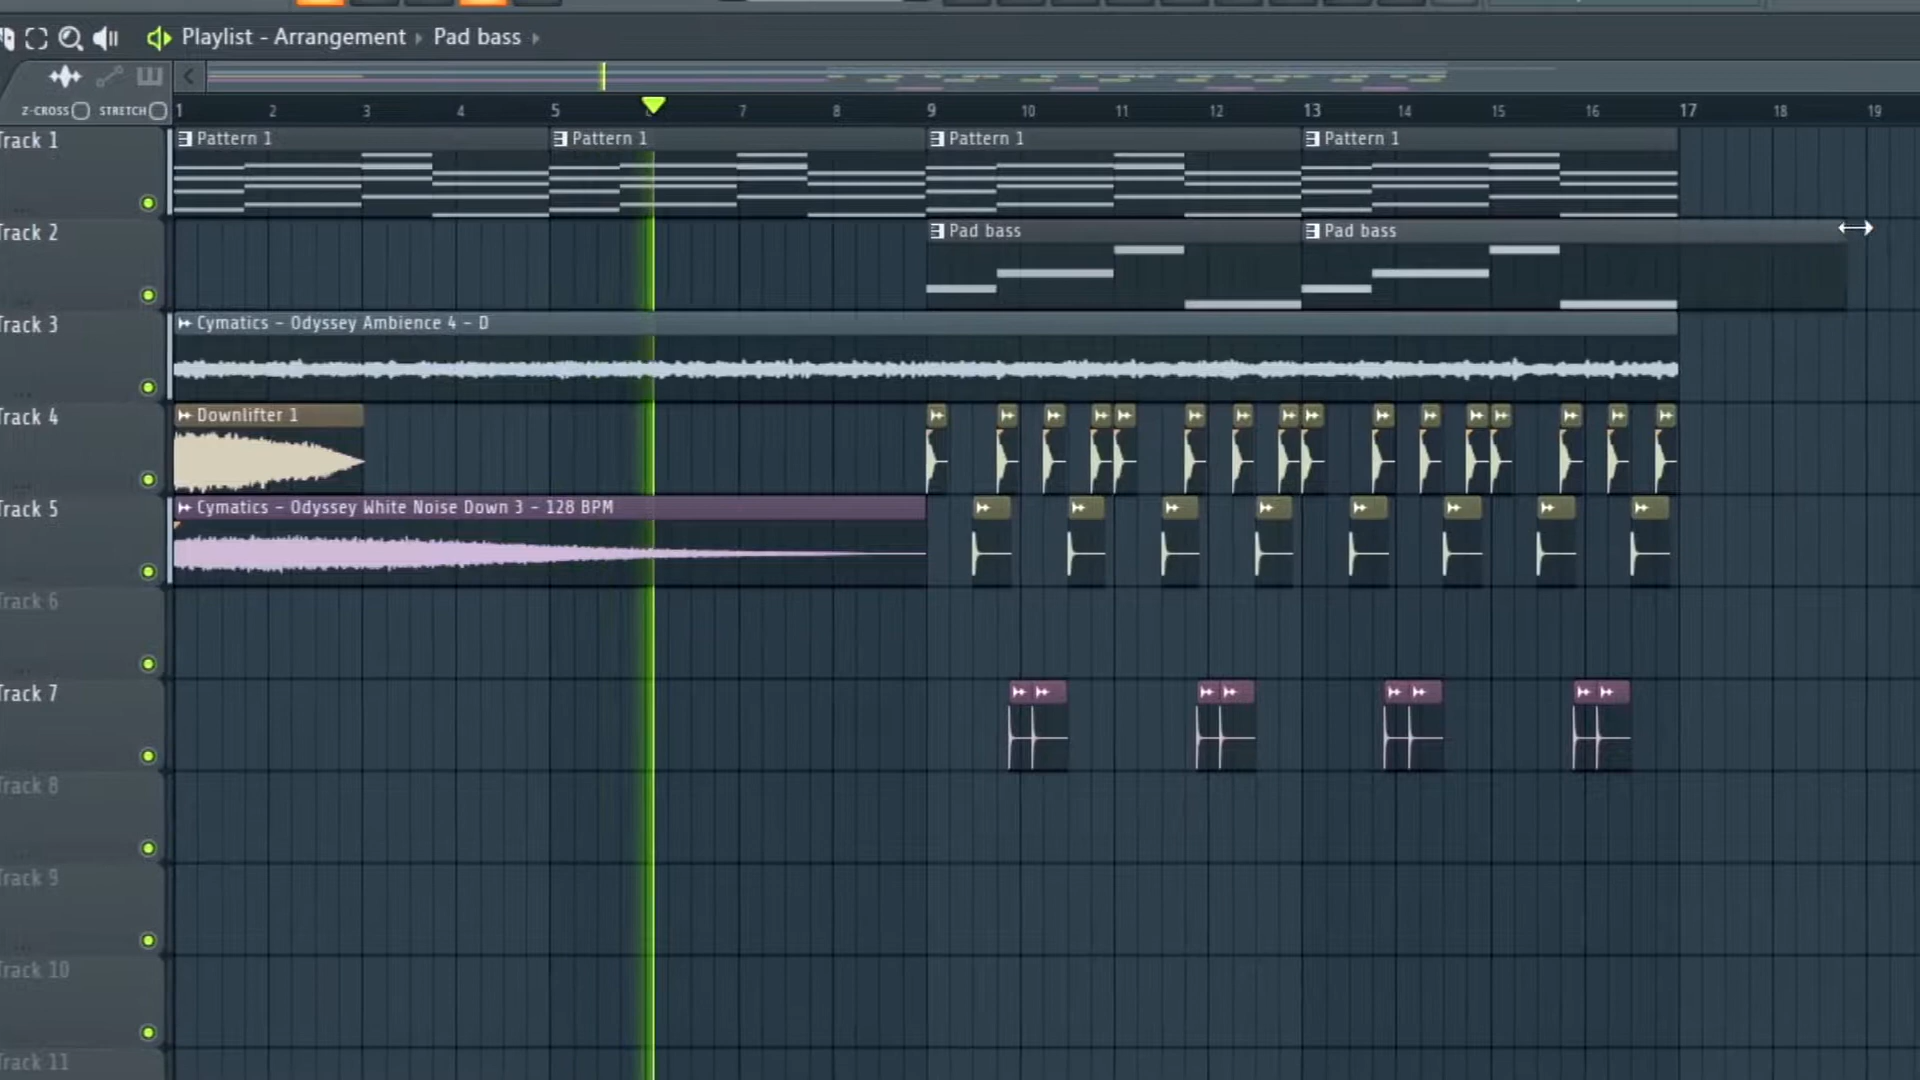 Playlist - Arrangement Pad bass
Z-CROSS STRETCH 1 2 3 4 5 7 8 9 10 11 12 13 14 15 16 17 18 19
Track 1 Pattern 1 Pattern 1 Pattern 1 Pattern 1
Track 2 Pad bass Pad bass
Track 3 Cymatics - Odyssey Ambience 4 - D
Track 4 Downlifter 1
Track 5 Cymatics - Odyssey White Noise Down 3 - 128 BPM
Track 6
Track 7
Track 8
Track 9
Track 10
Track 11